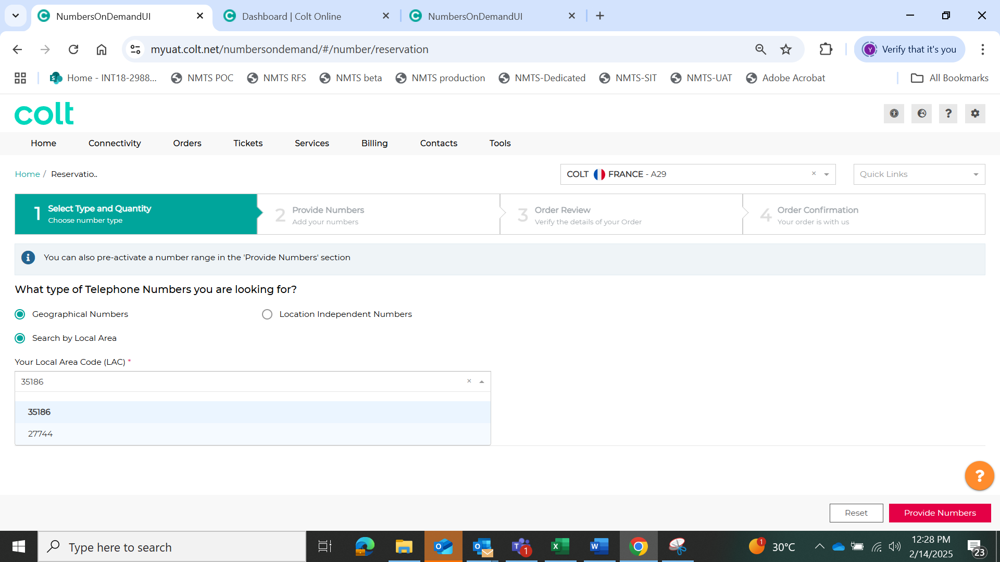 NumbersOnDemandUI
Dashboard | Colt Online
NumbersOnDemandUI
myuat.colt.net/numbersondemand/#/number/reservation
Y Verify that it's you
Home - INT18-2988...
NMTS POC
NMTS RFS
NMTS beta
NMTS production
NMTS-Dedicated
NMTS-SIT
NMTS-UAT
Adobe Acrobat
All Bookmarks
colt
?
Home
Connectivity
Orders
Tickets
Services
Billing
Contacts
Tools
Home / Reservatio..
COLT FRANCE - A29
Quick Links
1 Select Type and Quantity
Choose number type
2 Provide Numbers
Add your numbers
3 Order Review
Verify the details of your Order
4 Order Confirmation
Your order is with us
You can also pre-activate a number range in the 'Provide Numbers' section
What type of Telephone Numbers you are looking for?
Geographical Numbers
Location Independent Numbers
Search by Local Area
Your Local Area Code (LAC) *
35186
35186
27744
?
Reset
Provide Numbers
Type here to search
1
1
30°C
12:28 PM
2/14/2025
23